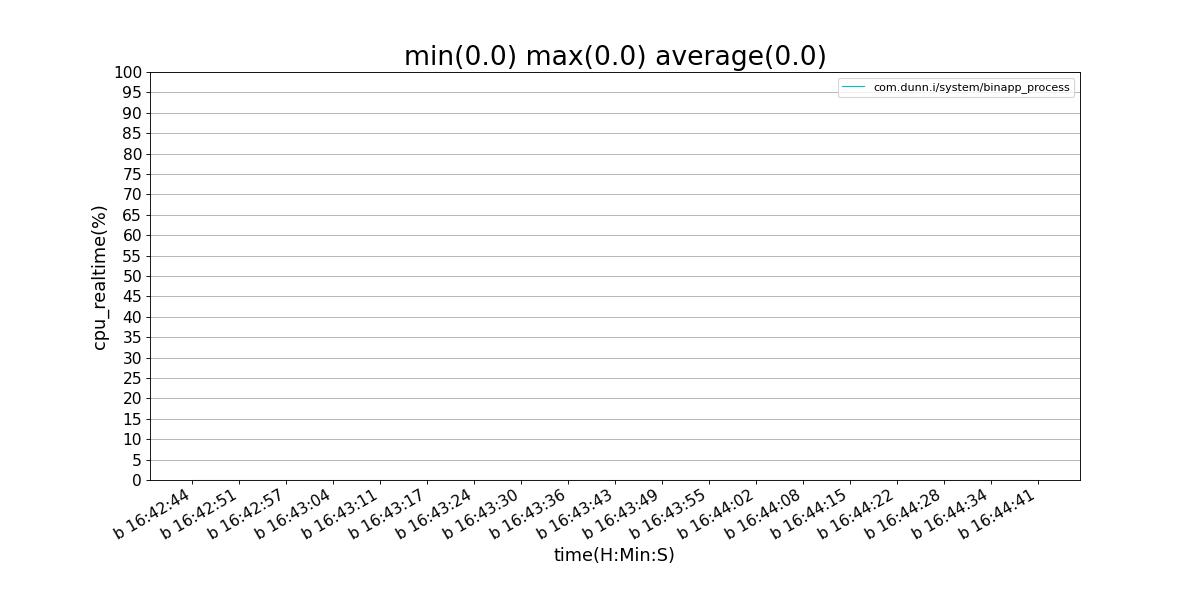 min(0.0) max(0.0) average(0.0)
com.dunn.i/system/binapp_process
cpu_realtime(%)
100
95
90
85
80
75
70
65
60
55
50
45
40
35
30
25
20
15
10
5
0
b 16:42:44
b 16:42:51
b 16:42:57
b 16:43:04
b 16:43:11
b 16:43:17
b 16:43:24
b 16:43:30
b 16:43:36
b 16:43:43
b 16:43:49
b 16:43:55
b 16:44:02
b 16:44:08
b 16:44:15
b 16:44:22
b 16:44:28
b 16:44:34
b 16:44:41
time(H:Min:S)